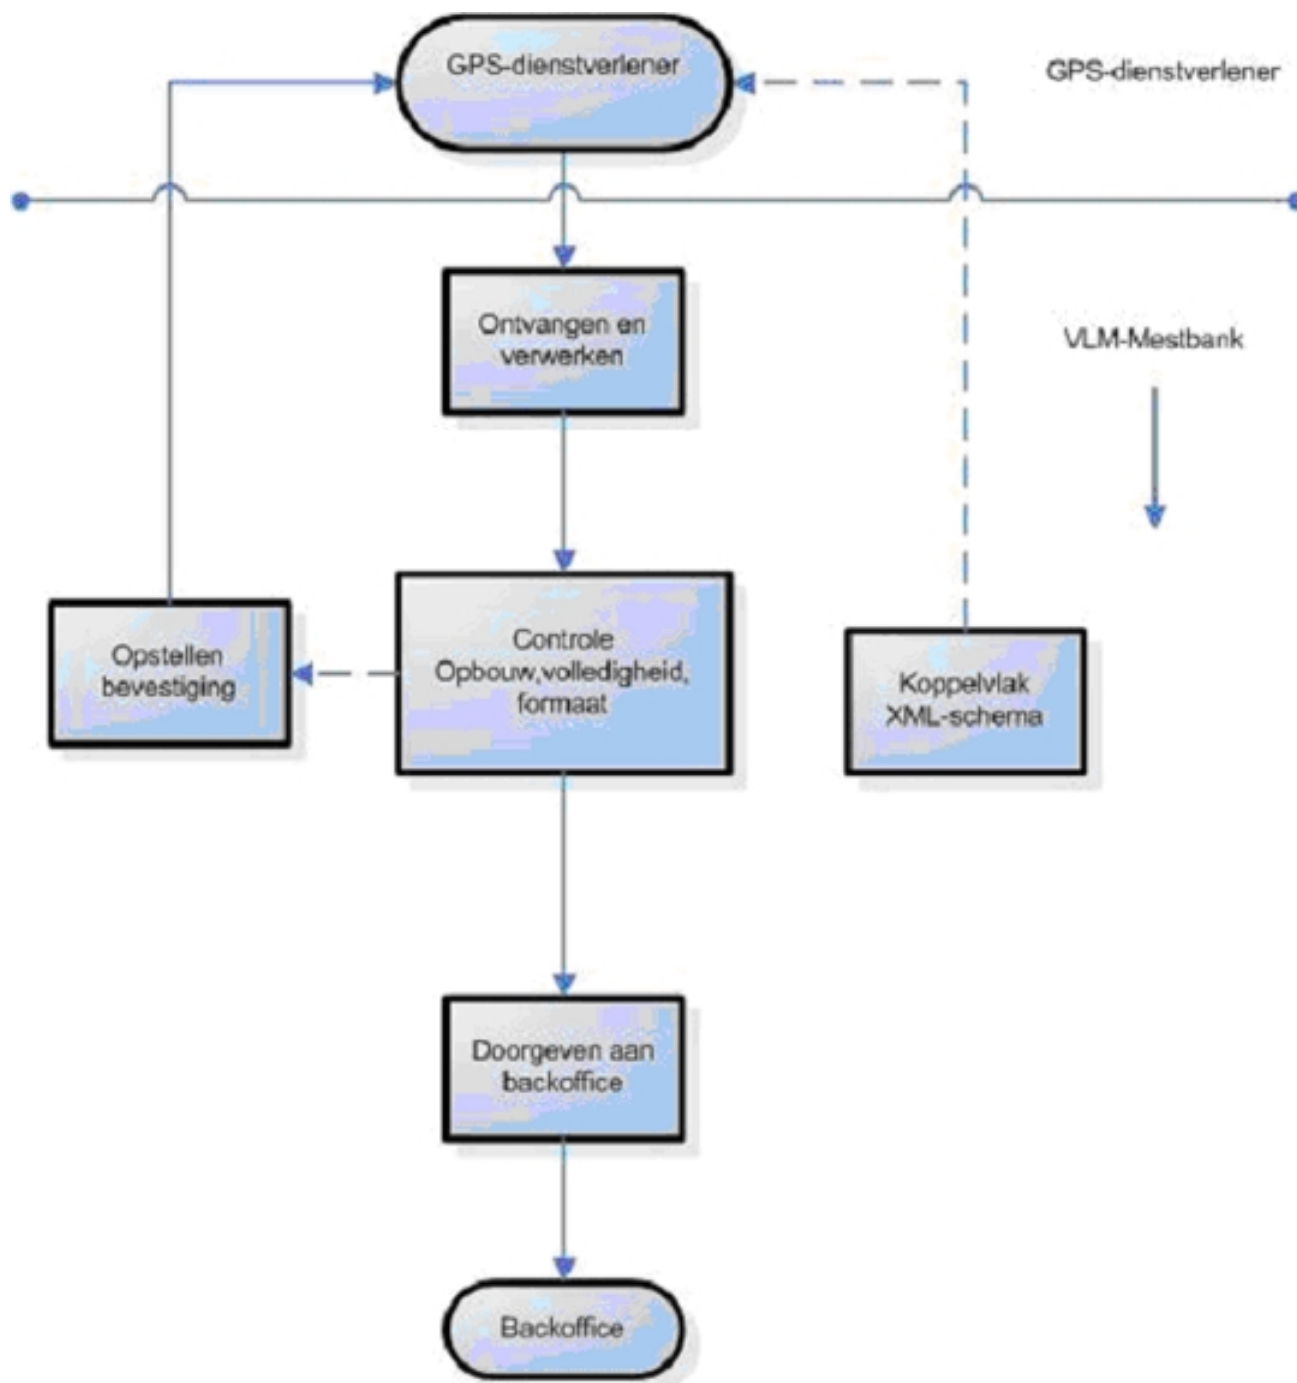 GPS-dienstverlener
GPS-dienstverlener
Ontvangen en
verwerken
VLM-Mestbank
Opstellen
bevestiging
Controle
Opbouw,volledigheid,
formaat
Koppelvlak
XML-schema
Doorgeven aan
backoffice
Backoffice